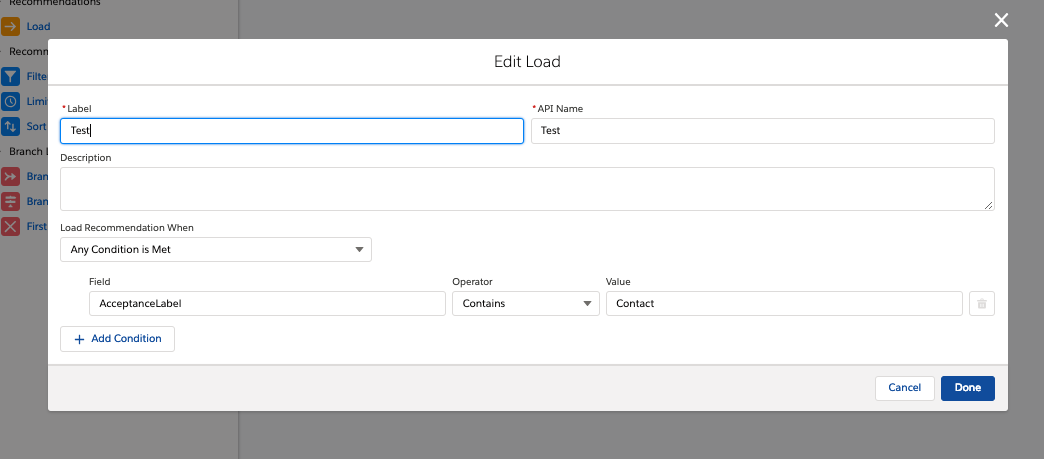 Recommendations
Load
Recomm
Filte
Limi
Sort
Branch
Bran
Bran
First
Edit Load
*Label
*API Name
Test
Test
Description
Load Recommendation When
Any Condition is Met
Field
Operator
Value
AcceptanceLabel
Contains
Contact
+ Add Condition
Cancel
Done